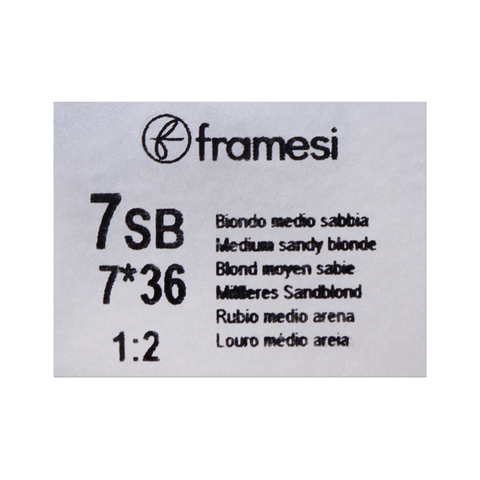 framesi
7SB
7*36
1:2
Biondo medio sabbia
Medium sandy blonde
Blond moyen sable
Mittleres Sandblond
Rubio medio arena
Louro médio areia